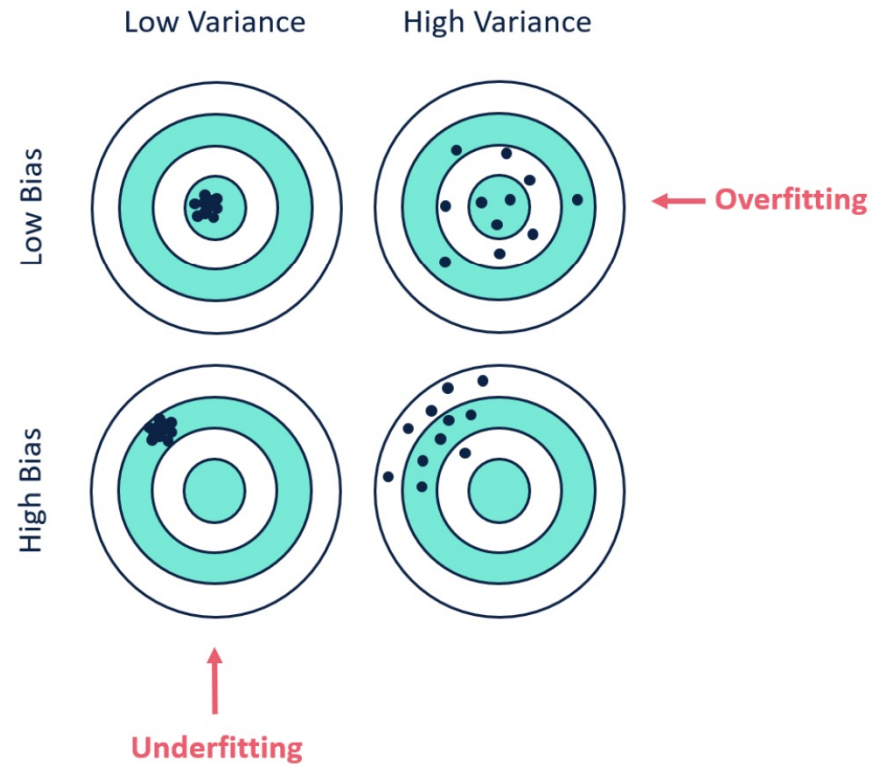 Low Variance
High Variance
Low Bias
Overfitting
High Bias
Underfitting